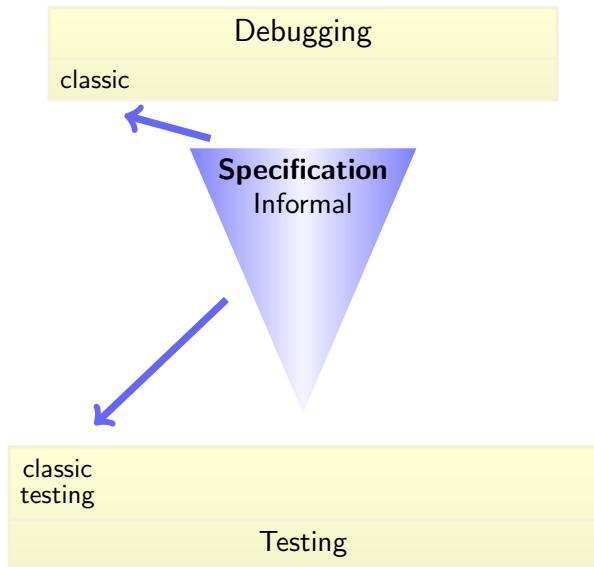 Debugging
classic
Specification
Informal
classic
testing
Testing